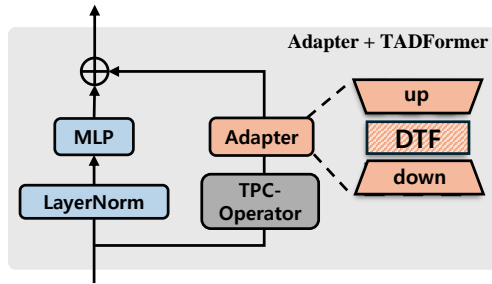 Adapter + TADFormer
up
MLP
Adapter
DTF
down
LayerNorm
TPC-
Operator